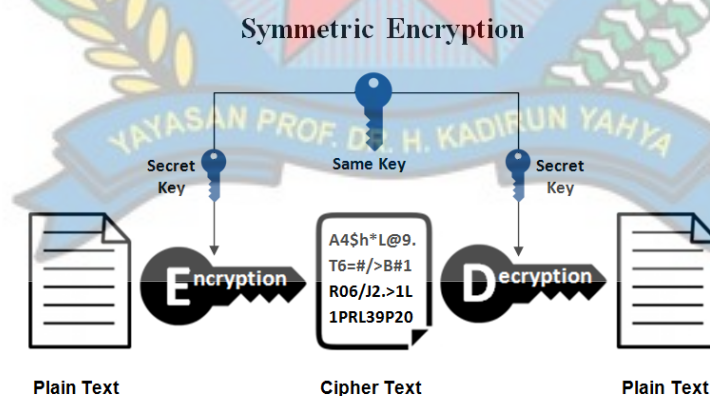 Symmetric Encryption
YAYASAN PROF. DR. H. KADIRUN YAHYA
Secret
Key
Same Key
Secret
Key
Encryption
A4$h*L@9.
T6=#/>B#1
R06/J2.>1L
1PRL39P20
Decryption
Plain Text
Cipher Text
Plain Text